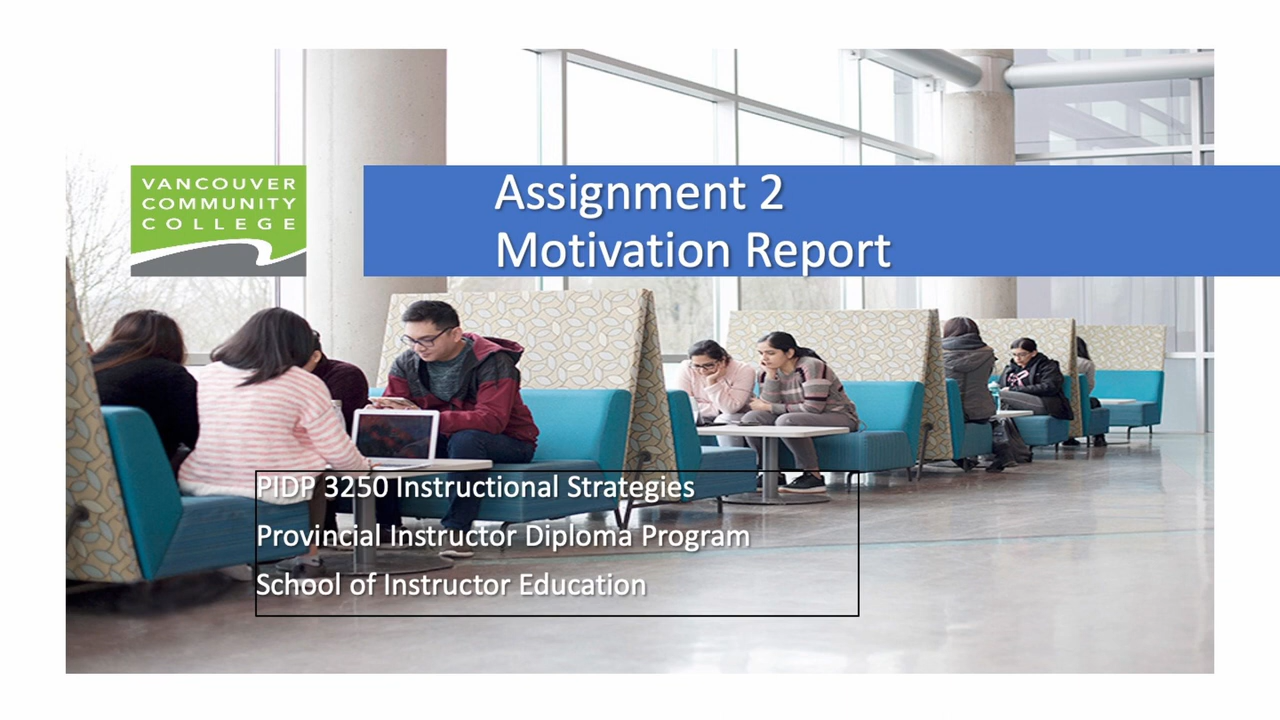 VANCOUVER
COMMUNITY
COLLEGE
Assignment 2
Motivation Report
PIDP 3250 Instructional Strategies
Provincial Instructor Diploma Program
School of Instructor Education